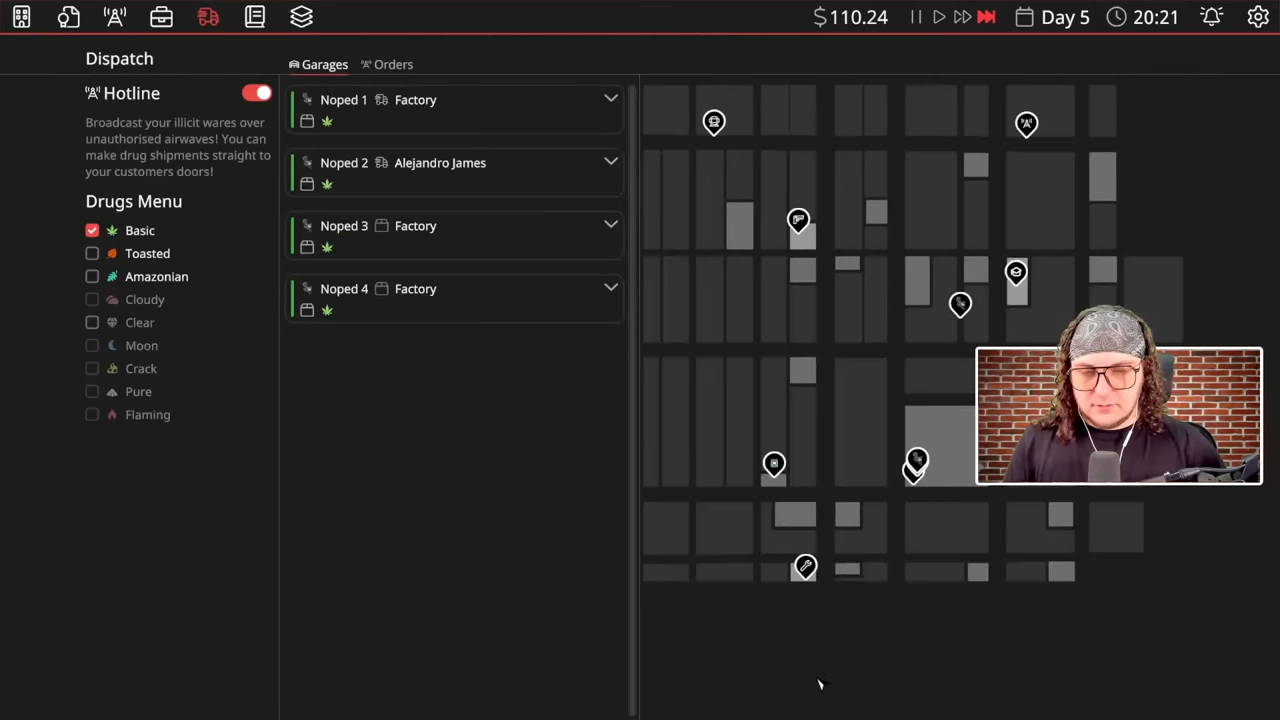 $110.24
Day 5
20:21
Dispatch
Garages
Orders
Hotline
Broadcast your illicit wares over
unauthorised airwaves! You can
make drug shipments straight to
your customers doors!
Drugs Menu
Basic
Toasted
Amazonian
Cloudy
Clear
Moon
Crack
Pure
Flaming
Noped 1 Factory
Noped 2 Alejandro James
Noped 3 Factory
Noped 4 Factory